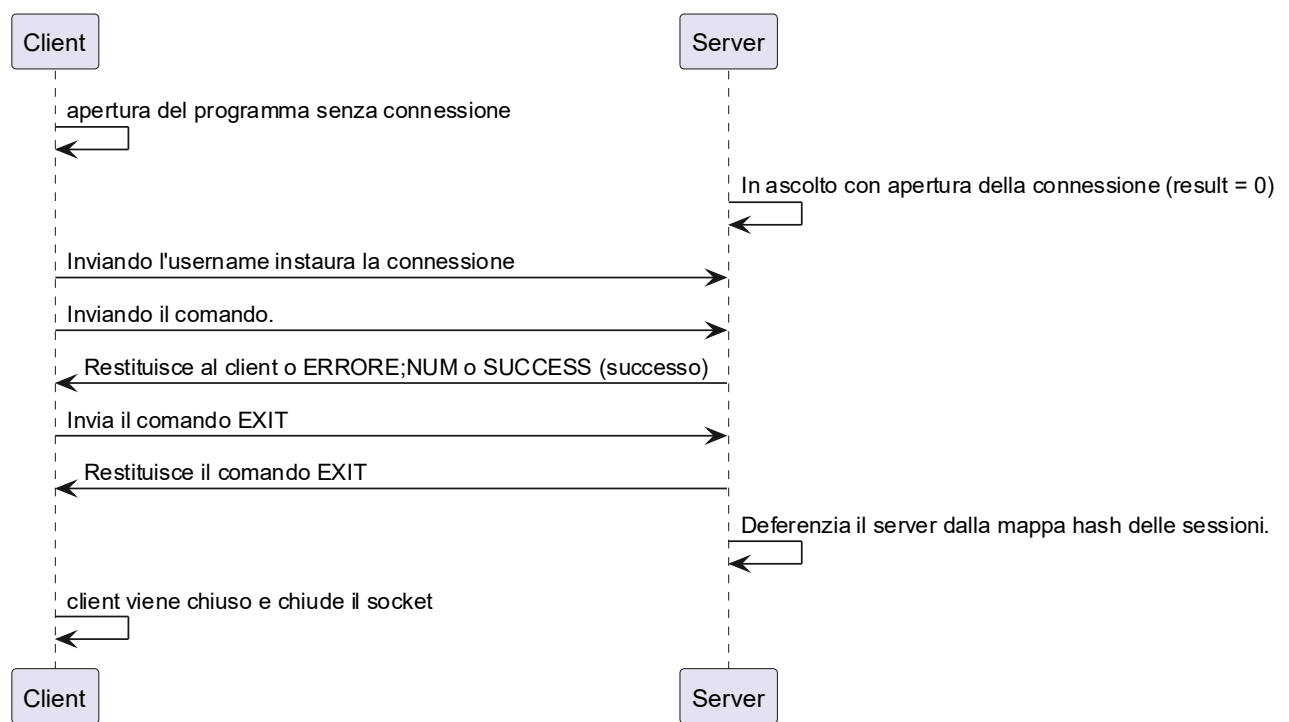 Client
Server
apertura del programma senza connessione
In ascolto con apertura della connessione (result = 0)
Inviando l'username instaura la connessione
Inviando il comando.
Restituisce al client o ERRORE;NUM o SUCCESS (successo)
Invia il comando EXIT
Restituisce il comando EXIT
Deferenzia il server dalla mappa hash delle sessioni.
client viene chiuso e chiude il socket
Client
Server